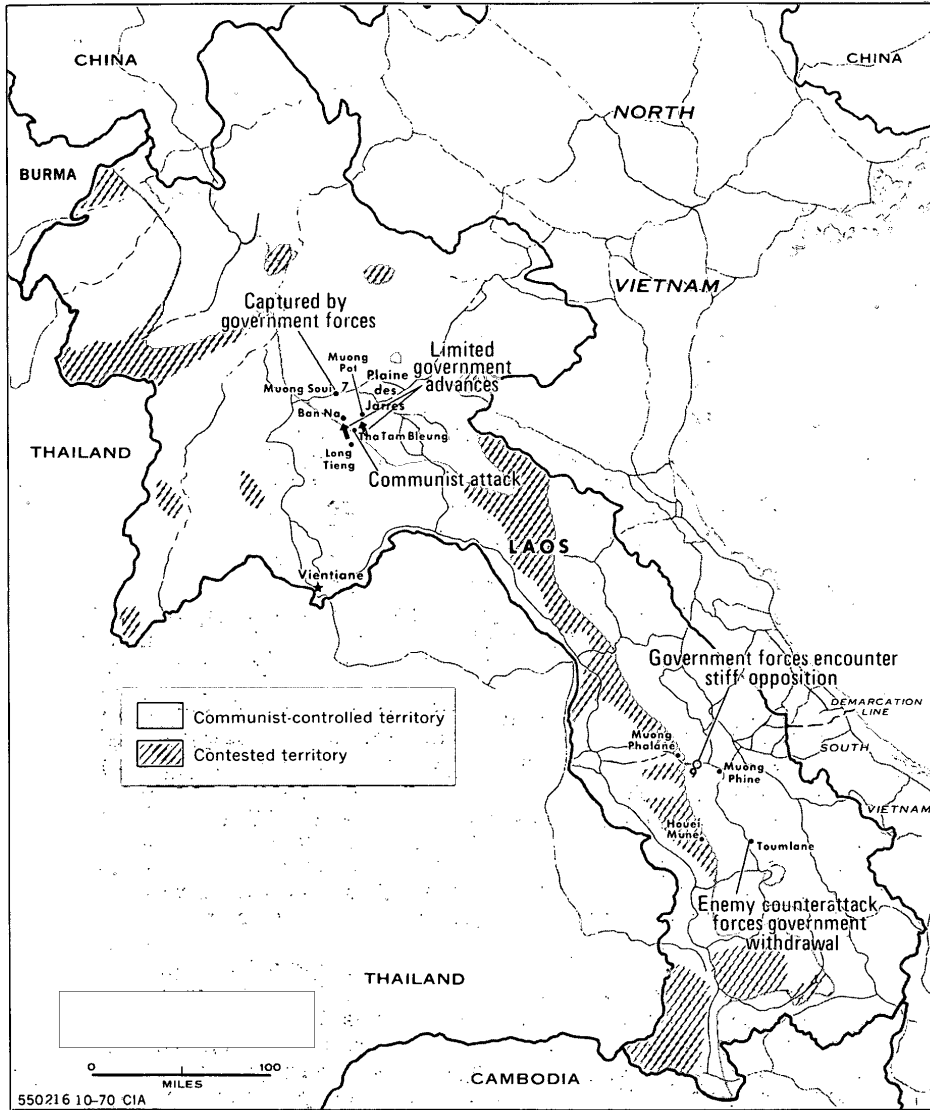 CHINA
CHINA
NORTH
BURMA
VIETNAM
Captured by
government forces
Limited
government
advances
Muong
Pot
Plaine
des
Jarres
7
Muong Soui
Ban Na
Tha Tam Bleung
Long
Tieng
THAILAND
Communist attack
LAOS
Vientiane
Government forces encounter
stiff opposition
DEMARCATION
LINE
SOUTH
VIETNAM
Communist-controlled territory
Contested territory
Muong
Phalane
9
Muong
Phine
Houei
Mune
Toumlane
Enemy counterattack
forces government
withdrawal
THAILAND
0 100
MILES
CAMBODIA
550216 10-70 CIA